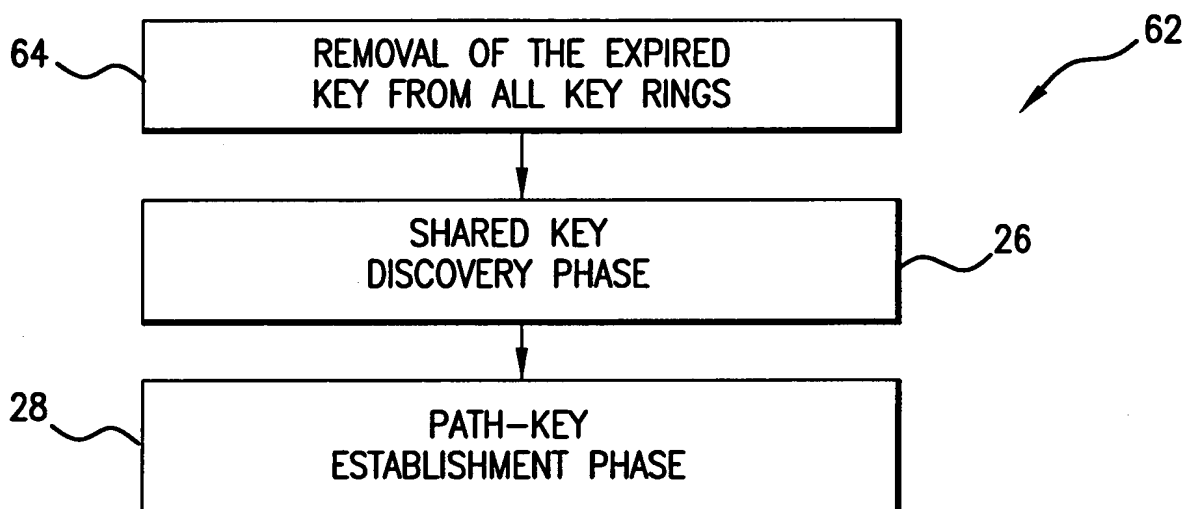 64
REMOVAL OF THE EXPIRED
KEY FROM ALL KEY RINGS
62
SHARED KEY
DISCOVERY PHASE
26
28
PATH-KEY
ESTABLISHMENT PHASE